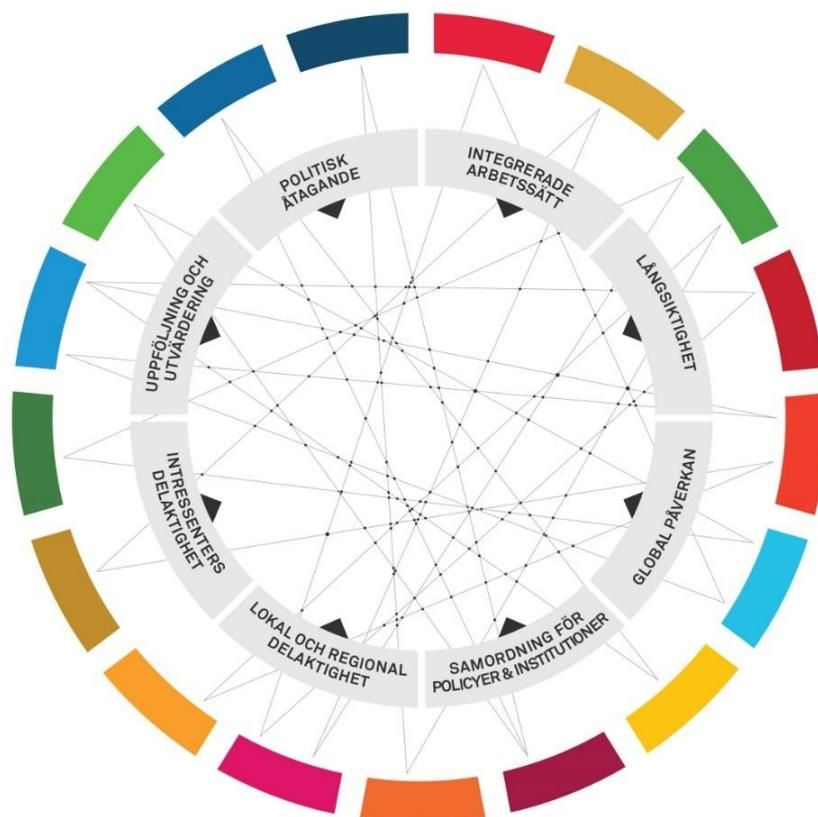 POLITISK
ÅTAGANDE
INTEGRERADE
ARBETSSÄTT
LÅNGSIKTIGHET
GLOBAL PÅVERKAN
SAMORDNING FÖR
POLICYER & INSTITUTIONER
LOKAL OCH REGIONAL
DELAKTIGHET
INTRESSENTERS
DELAKTIGHET
UPPFÖLJNING OCH
UTVÄRDERING